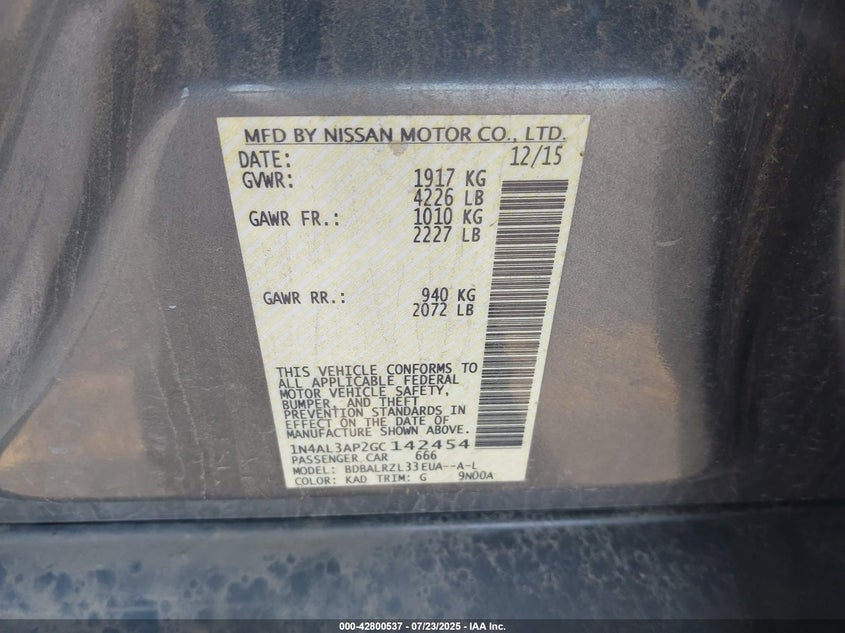 MFD BY NISSAN MOTOR CO., LTD.
DATE: 12/15
GVWR: 1917 KG
4226 LB
GAWR FR.: 1010 KG
2227 LB
GAWR RR.: 940 KG
2072 LB
THIS VEHICLE CONFORMS TO
ALL APPLICABLE FEDERAL
MOTOR VEHICLE SAFETY,
BUMPER, AND THEFT
PREVENTION STANDARDS IN
EFFECT ON THE DATE OF
MANUFACTURE SHOWN ABOVE.
1N4AL3AP2GC142454
PASSENGER CAR 666
MODEL: BDBALRZL33EUA--A-L
COLOR: KAD TRIM: G 9N00A
000-42800537 - 07/23/2025 - IAA Inc.